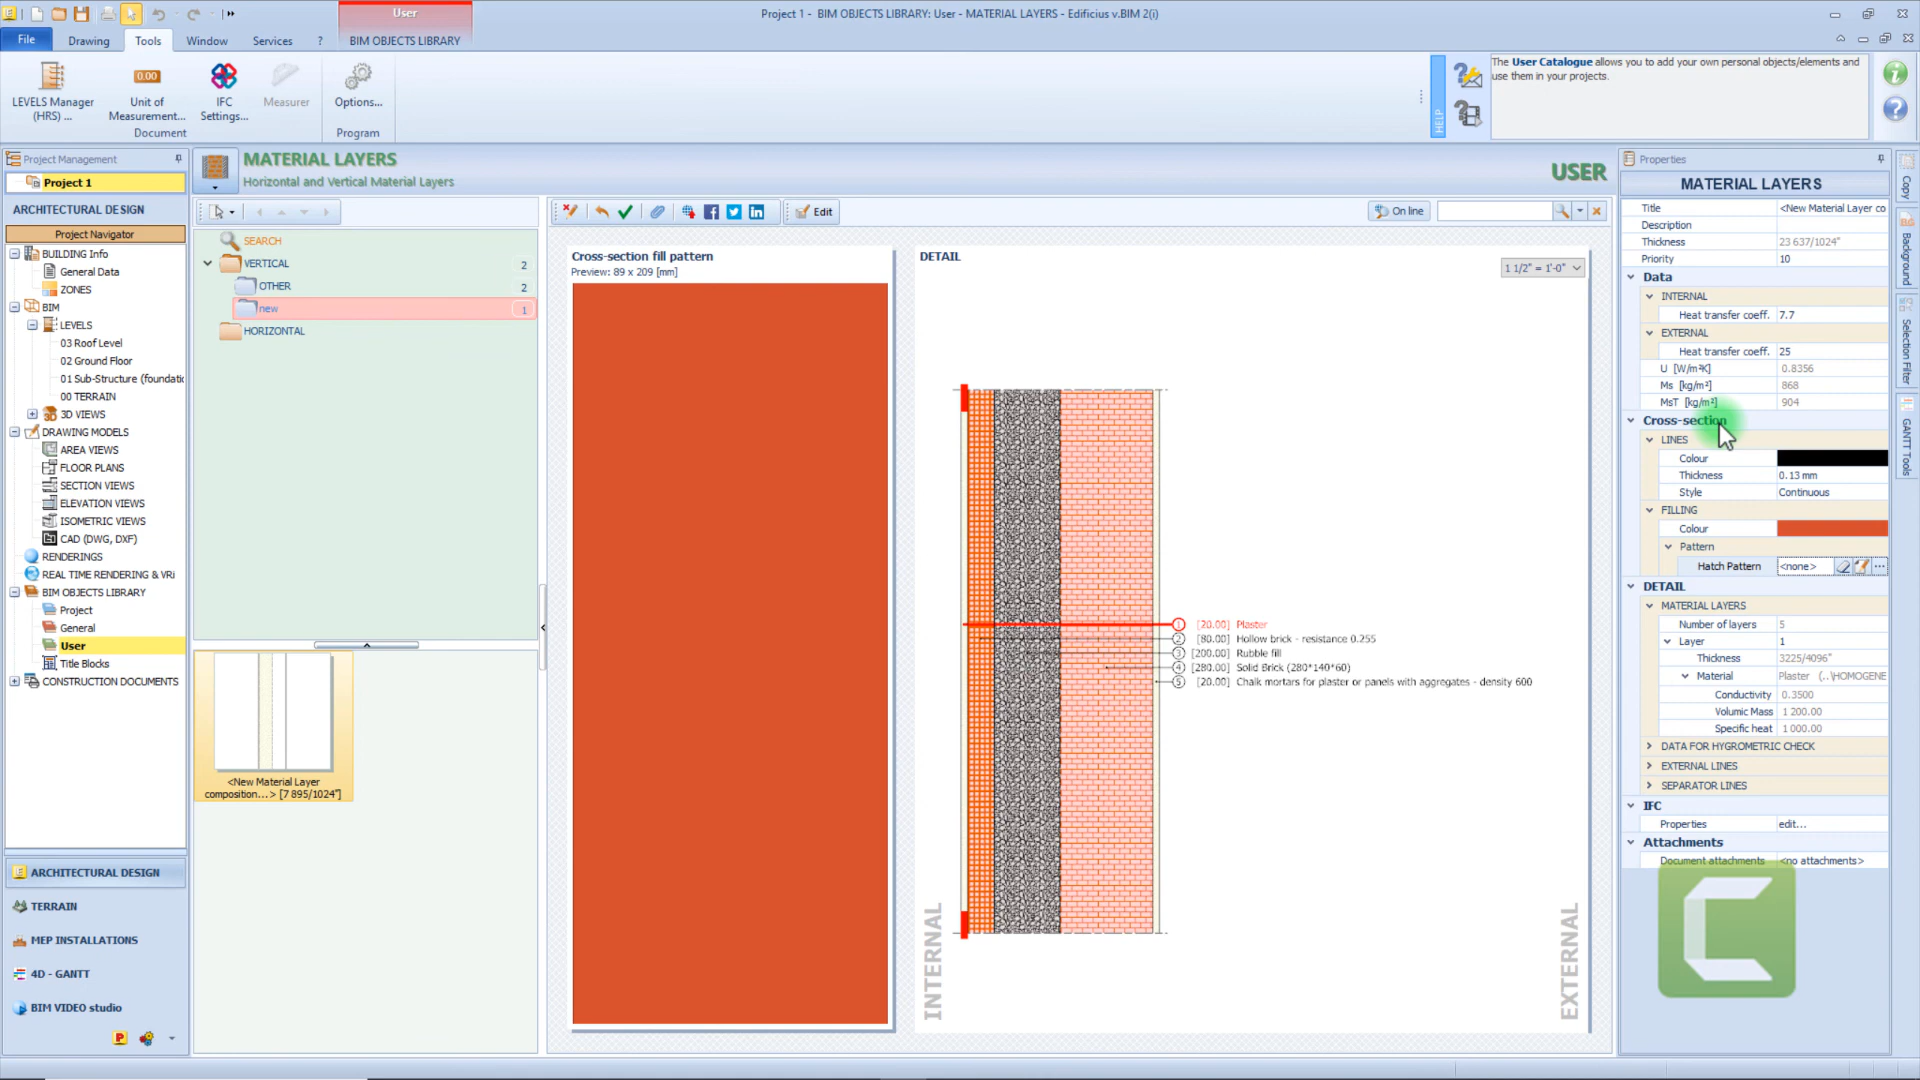 User
Project 1 - BIM OBJECTS LIBRARY: User - MATERIAL LAYERS - Edificius v.BIM 2(i)
File
Drawing
Tools
Window
Services
?
BIM OBJECTS LIBRARY
LEVELS Manager (HRS) ...
0.00
Unit of Measurement...
IFC Settings...
Measurer
Options...
Document
Program
HELP
The User Catalogue allows you to add your own personal objects/elements and
use them in your projects.
Project Management
Project 1
ARCHITECTURAL DESIGN
Project Navigator
BUILDING Info
General Data
ZONES
BIM
LEVELS
03 Roof Level
02 Ground Floor
01 Sub-Structure (foundatic
00 TERRAIN
3D VIEWS
DRAWING MODELS
AREA VIEWS
FLOOR PLANS
SECTION VIEWS
ELEVATION VIEWS
ISOMETRIC VIEWS
CAD (DWG, DXF)
RENDERINGS
REAL TIME RENDERING & VRi
BIM OBJECTS LIBRARY
Project
General
User
Title Blocks
CONSTRUCTION DOCUMENTS
ARCHITECTURAL DESIGN
TERRAIN
MEP INSTALLATIONS
4D - GANTT
BIM VIDEO studio
MATERIAL LAYERS
Horizontal and Vertical Material Layers
USER
SEARCH
VERTICAL 2
OTHER 2
new 1
HORIZONTAL
<New Material Layer
composition...> [7 895/1024"]
Edit
On line
Cross-section fill pattern
Preview: 89 x 209 [mm]
DETAIL
1 1/2" = 1'-0"
1 [20.00] Plaster
2 [80.00] Hollow brick - resistance 0.255
3 [200.00] Rubble fill
4 [280.00] Solid Brick (280*140*60)
5 [20.00] Chalk mortars for plaster or panels with aggregates - density 600
INTERNAL
EXTERNAL
Properties
MATERIAL LAYERS
Title <New Material Layer co
Description
Thickness 23 637/1024"
Priority 10
Data
INTERNAL
Heat transfer coeff. 7.7
EXTERNAL
Heat transfer coeff. 25
U [W/m²K] 0.8356
Ms [kg/m²] 868
MsT [kg/m²] 904
Cross-section
LINES
Colour
Thickness 0.13 mm
Style Continuous
FILLING
Colour
Pattern
Hatch Pattern <none>
DETAIL
MATERIAL LAYERS
Number of layers 5
Layer 1
Thickness 3225/4096"
Material Plaster (..\HOMOGENE
Conductivity 0.3500
Volumic Mass 1 200.00
Specific heat 1 000.00
DATA FOR HYGROMETRIC CHECK
EXTERNAL LINES
SEPARATOR LINES
IFC
Properties edit...
Attachments
Document attachments <no attachments>
Copy
Background
Selection Filter
GANTT Tools